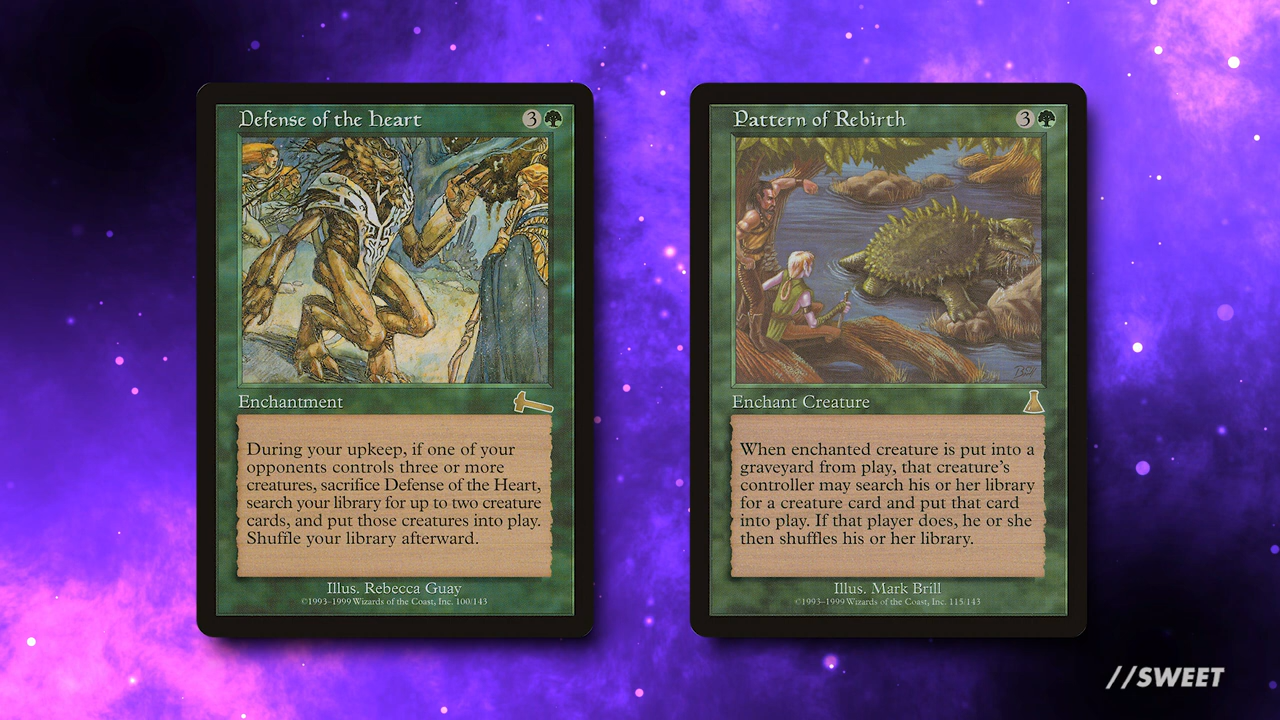 Defense of the Heart
3
Enchantment
During your upkeep, if one of your
opponents controls three or more
creatures, sacrifice Defense of the Heart,
search your library for up to two creature
cards, and put those creatures into play.
Shuffle your library afterward.
Illus. Rebecca Guay
©1993–1999 Wizards of the Coast, Inc. 100/143
Pattern of Rebirth
3
Enchant Creature
When enchanted creature is put into a
graveyard from play, that creature's
controller may search his or her library
for a creature card and put that card
into play. If that player does, he or she
then shuffles his or her library.
Illus. Mark Brill
©1993–1999 Wizards of the Coast, Inc. 115/143
//SWEET